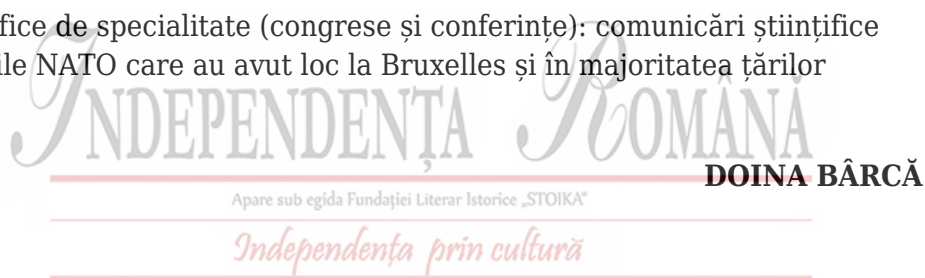 fice de specialitate (congrese și conferințe): comunicări științifice
ile NATO care au avut loc la Bruxelles și în majoritatea țărilor
INDEPENDENȚA ROMÂNĂ
DOINA BÂRCĂ
Apare sub egida Fundației Literar Istorice „STOIKA“
Independența prin cultură